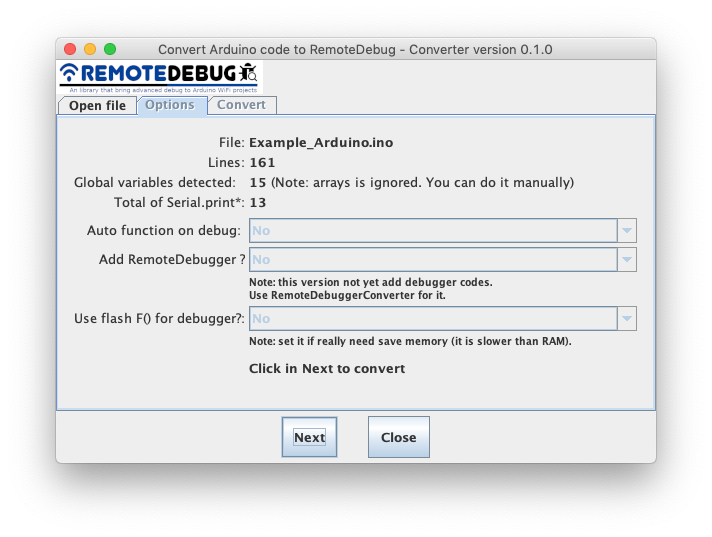 Convert Arduino code to RemoteDebug - Converter version 0.1.0
REMOTEDEBUG
An library that bring advanced debug to Arduino WiFi projects
Open file Options Convert
File: Example_Arduino.ino
Lines: 161
Global variables detected: 15 (Note: arrays is ignored. You can do it manually)
Total of Serial.print*: 13
Auto function on debug: No
Add RemoteDebugger ? No
Note: this version not yet add debugger codes.
Use RemoteDebuggerConverter for it.
Use flash F() for debugger?: No
Note: set it if really need save memory (it is slower than RAM).
Click in Next to convert
Next Close